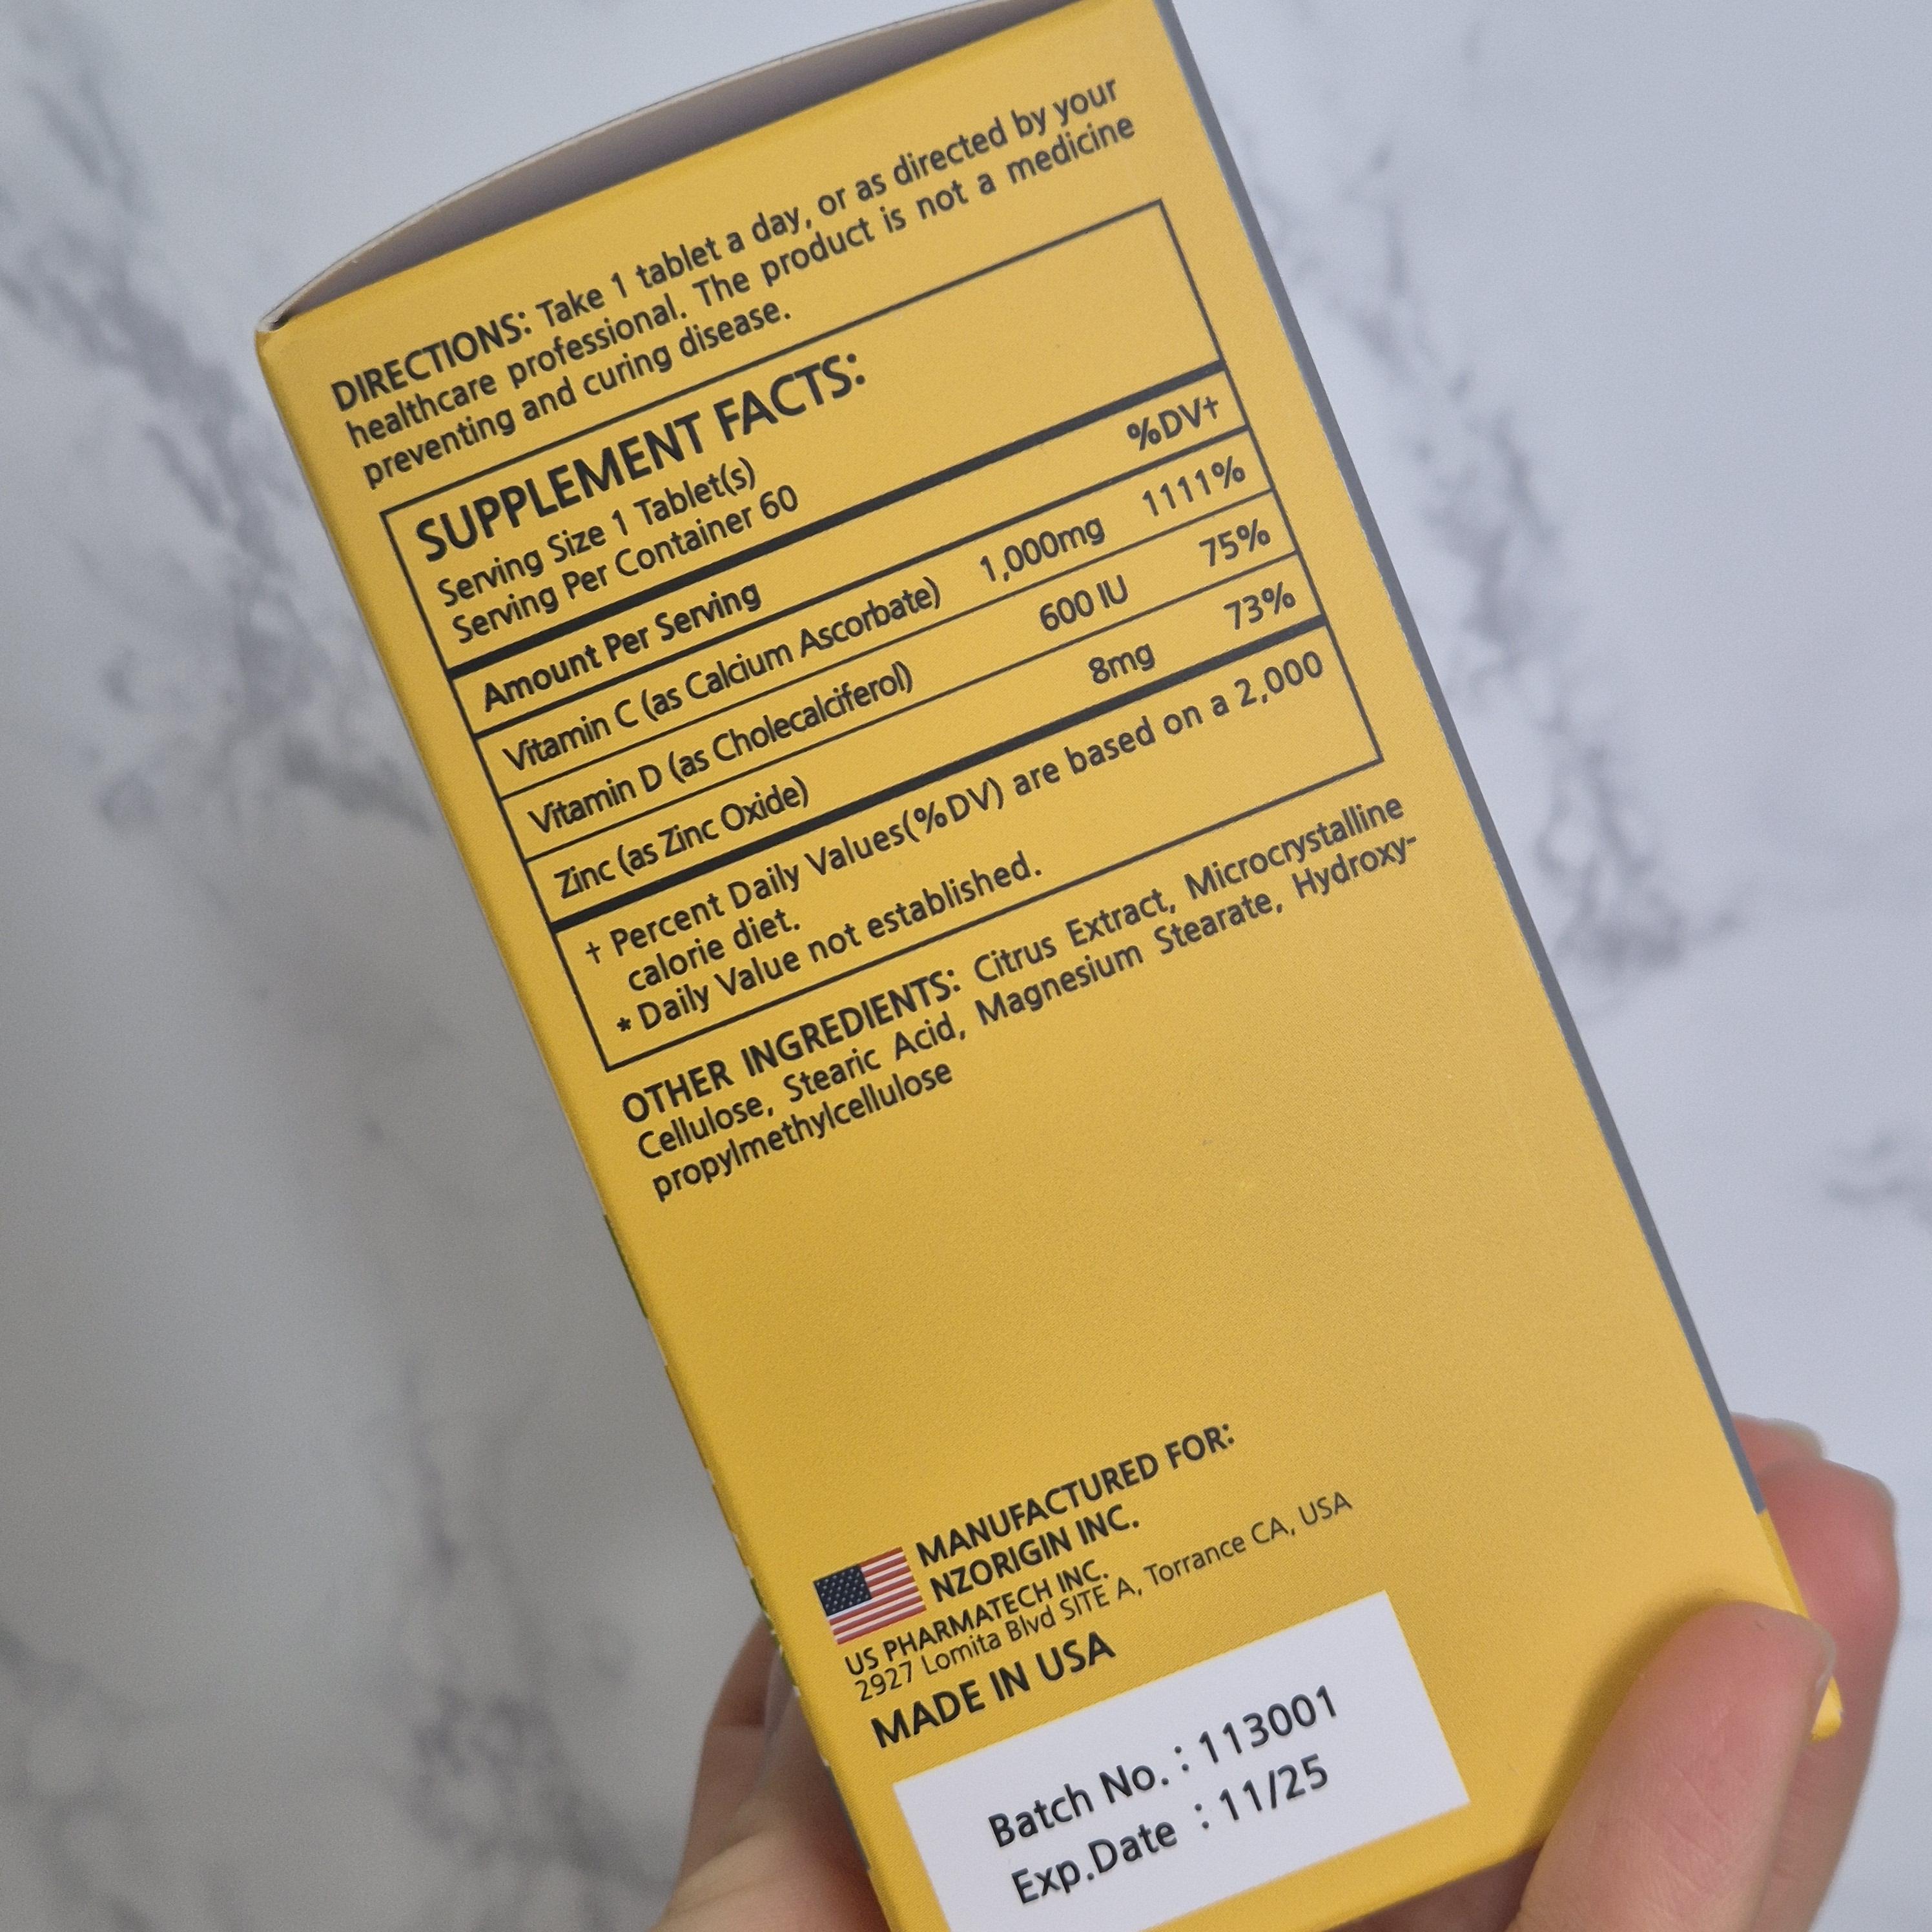 DIRECTIONS: Take 1 tablet a day, or as directed by your
healthcare professional. The product is not a medicine
preventing and curing disease.
SUPPLEMENT FACTS:
Serving Size 1 Tablet(s)
Serving Per Container 60
Amount Per Serving %DV†
Vitamin C (as Calcium Ascorbate) 1,000mg 1111%
Vitamin D (as Cholecalciferol) 600 IU 75%
Zinc (as Zinc Oxide) 8mg 73%
† Percent Daily Values(%DV) are based on a 2,000
calorie diet.
* Daily Value not established.
OTHER INGREDIENTS: Citrus Extract, Microcrystalline
Cellulose, Stearic Acid, Magnesium Stearate, Hydroxy-
propylmethylcellulose
MANUFACTURED FOR:
NZORIGIN INC.
US PHARMATECH INC.
2927 Lomita Blvd SITE A, Torrance CA, USA
MADE IN USA
Batch No. : 113001
Exp.Date : 11/25